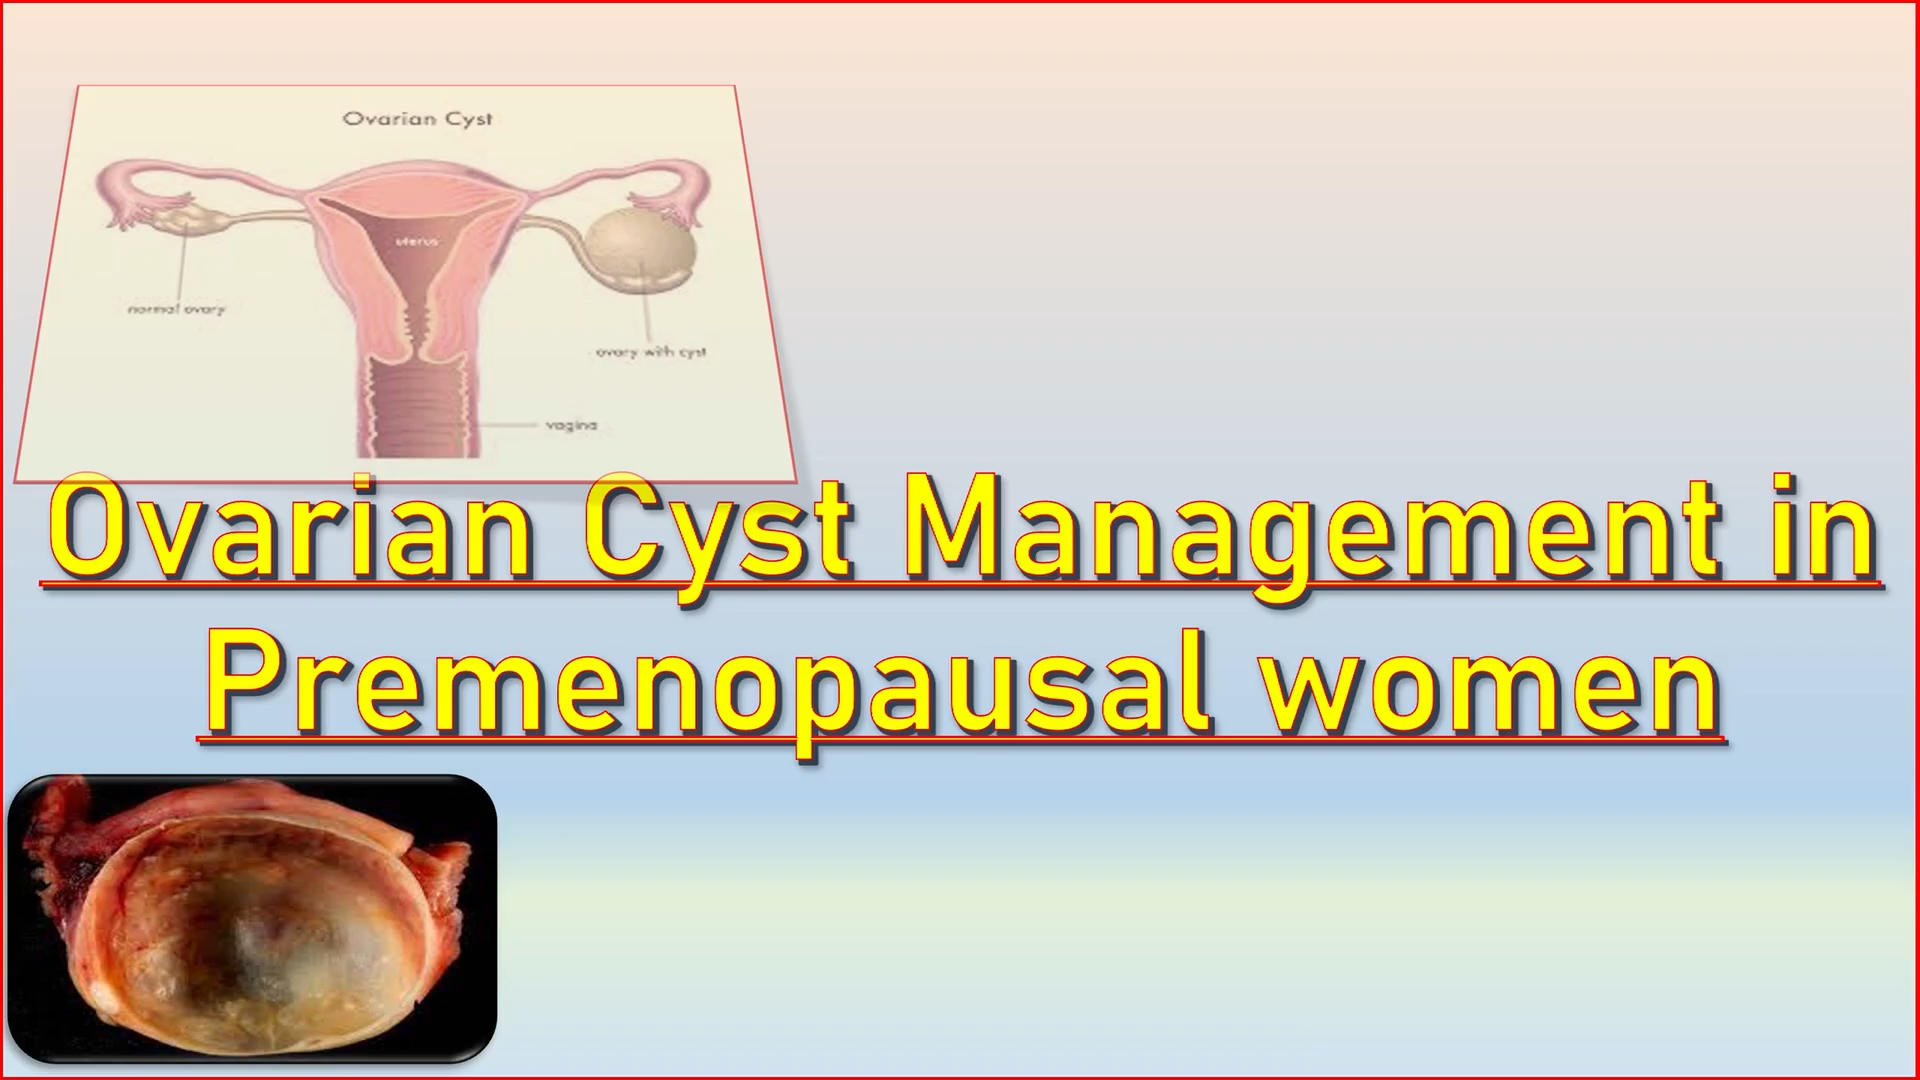 Ovarian Cyst
uterus
normal ovary
ovary with cyst
vagina
Ovarian Cyst Management in
Premenopausal women